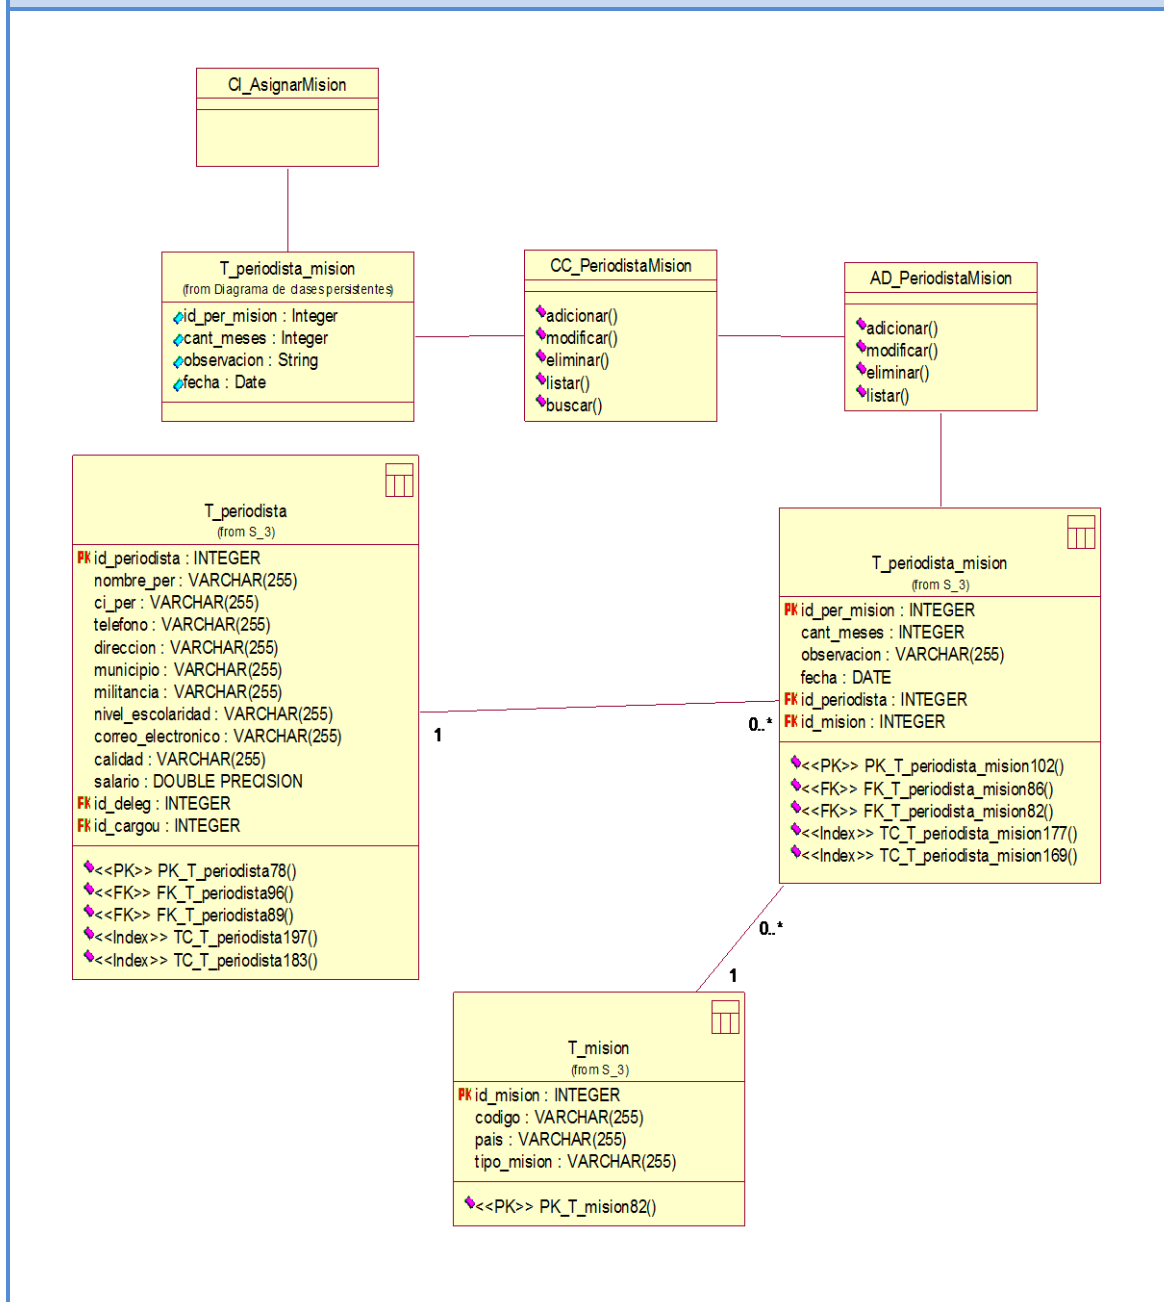 CI_AsignarMision
T_periodista_mision
(from Diagrama de clases persistentes)
id_per_mision : Integer
cant_meses : Integer
observacion : String
fecha : Date
CC_PeriodistaMision
adicionar()
modificar()
eliminar()
listar()
buscar()
AD_PeriodistaMision
adicionar()
modificar()
eliminar()
listar()
T_periodista
(from S_3)
PK id_periodista : INTEGER
nombre_per : VARCHAR(255)
ci_per : VARCHAR(255)
telefono : VARCHAR(255)
direccion : VARCHAR(255)
municipio : VARCHAR(255)
militancia : VARCHAR(255)
nivel_escolaridad : VARCHAR(255)
correo_electronico : VARCHAR(255)
calidad : VARCHAR(255)
salario : DOUBLE PRECISION
FK id_deleg : INTEGER
FK id_cargou : INTEGER
<<PK>> PK_T_periodista78()
<<FK>> FK_T_periodista96()
<<FK>> FK_T_periodista89()
<<Index>> TC_T_periodista197()
<<Index>> TC_T_periodista183()
1
0..*
T_periodista_mision
(from S_3)
PK id_per_mision : INTEGER
cant_meses : INTEGER
observacion : VARCHAR(255)
fecha : DATE
FK id_periodista : INTEGER
FK id_mision : INTEGER
<<PK>> PK_T_periodista_mision102()
<<FK>> FK_T_periodista_mision86()
<<FK>> FK_T_periodista_mision82()
<<Index>> TC_T_periodista_mision177()
<<Index>> TC_T_periodista_mision169()
0..*
1
T_mision
(from S_3)
PK id_mision : INTEGER
codigo : VARCHAR(255)
pais : VARCHAR(255)
tipo_mision : VARCHAR(255)
<<PK>> PK_T_mision82()